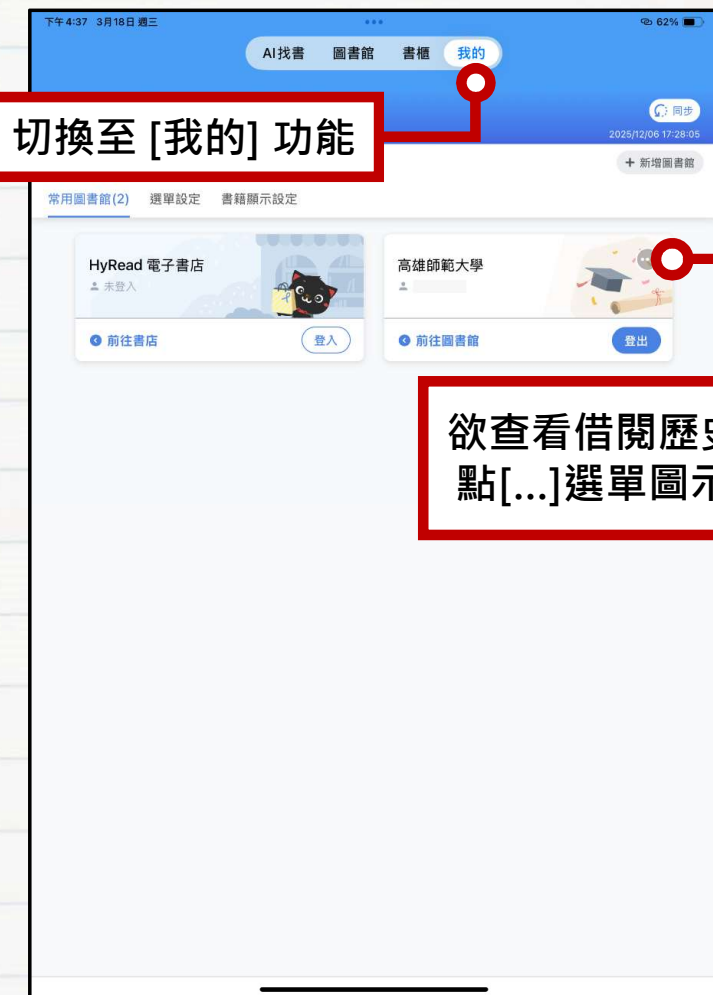 下午4:37 3月18日 週三
62%
AI找書 圖書館 書櫃 我的
同步
2025/12/06 17:28:05
切換至 [我的] 功能
+ 新增圖書館
常用圖書館(2) 選單設定 書籍顯示設定
HyRead 電子書店
未登入
前往書店
登入
高雄師範大學
前往圖書館
登出
欲查看借閱歷
點[...]選單圖